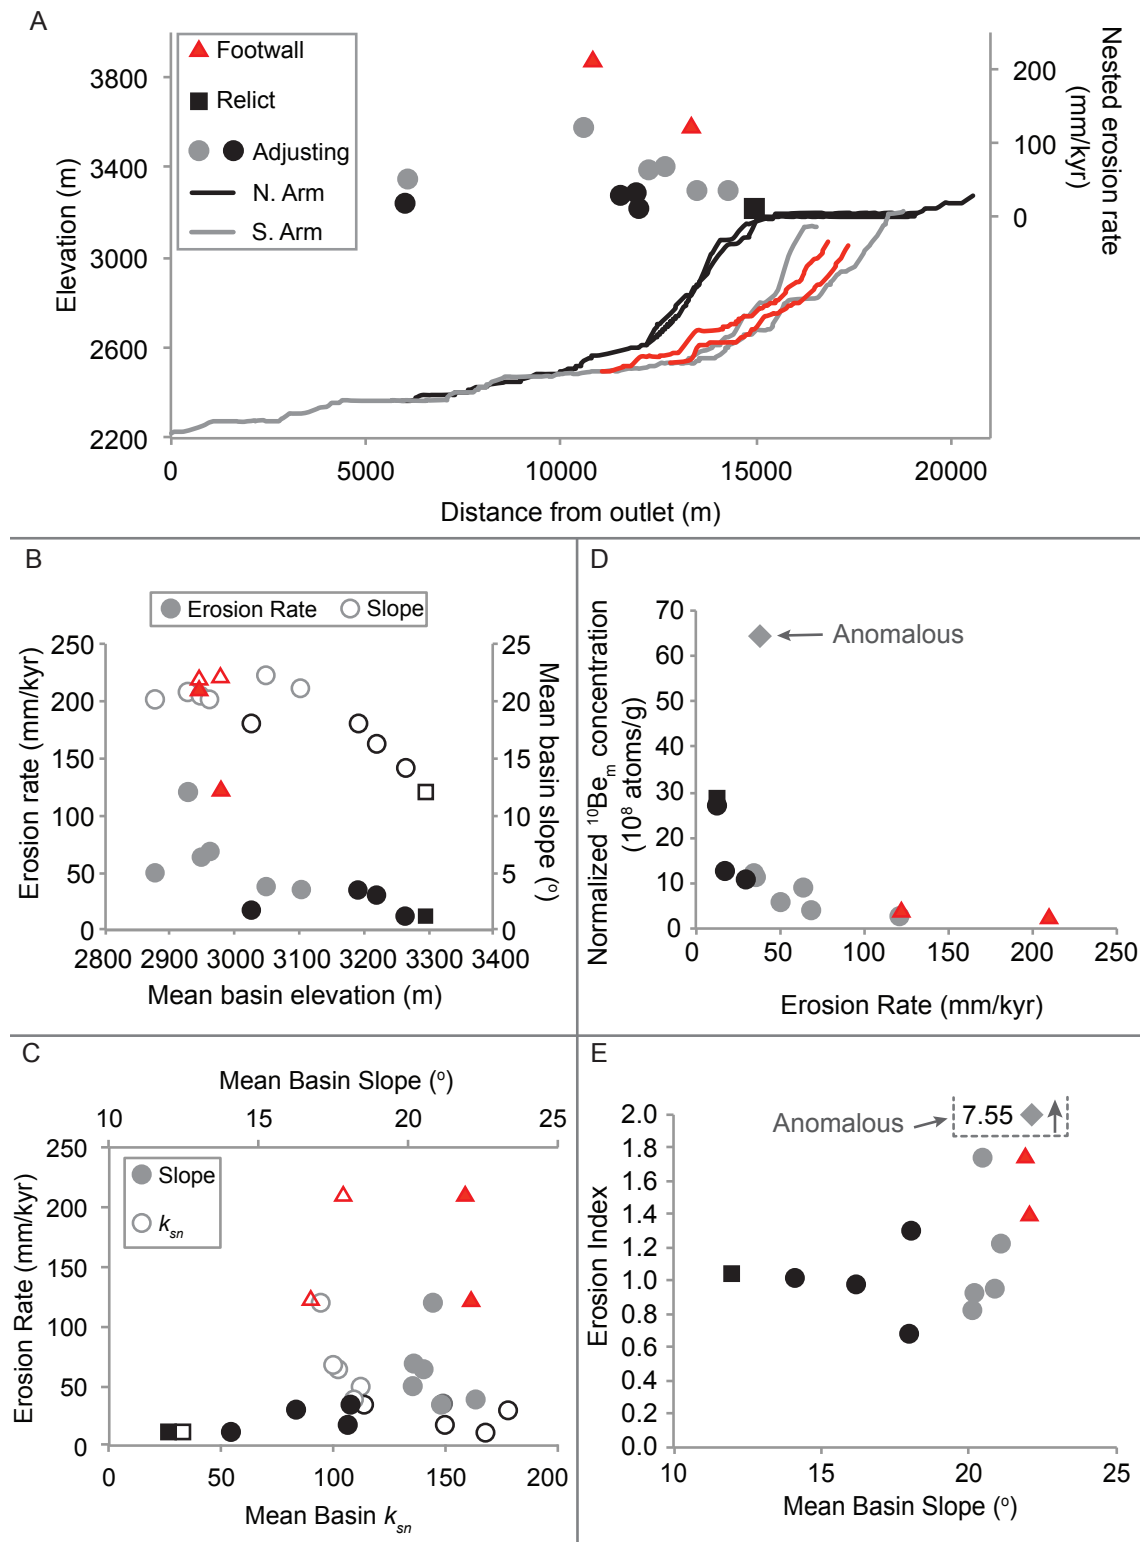 A
Footwall
Relict
Adjusting
N. Arm
S. Arm
Elevation (m)
3800
3400
3000
2600
2200
Nested erosion rate
(mm/kyr)
200
100
0
0
5000
10000
15000
20000
Distance from outlet (m)
B
Erosion Rate
Slope
Erosion rate (mm/kyr)
250
200
150
100
50
0
Mean basin
slope (º)
25
20
15
10
5
0
2800
2900
3000
3100
3200
3300
3400
Mean basin elevation (m)
D
Anomalous
Normalized ¹⁰Beₘ concentration
(10⁸ atoms/g)
70
60
50
40
30
20
10
0
0
50
100
150
200
250
Erosion Rate (mm/kyr)
C
Mean Basin Slope (º)
10
15
20
25
Slope
kₛₙ
Erosion Rate (mm/kyr)
250
200
150
100
50
0
0
50
100
150
200
Mean Basin kₛₙ
E
Anomalous
7.55
Erosion Index
2.0
1.8
1.6
1.4
1.2
1.0
0.8
0.6
0.4
0.2
0.0
10
15
20
25
Mean Basin Slope (º)